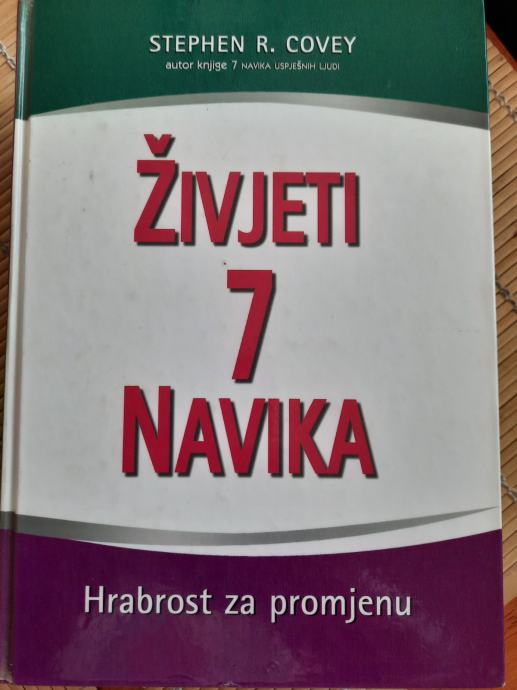 STEPHEN R. COVEY
autor knjige 7 NAVIKA USPJEŠNIH LJUDI
ŽIVJETI
7
NAVIKA
Hrabrost za promjenu